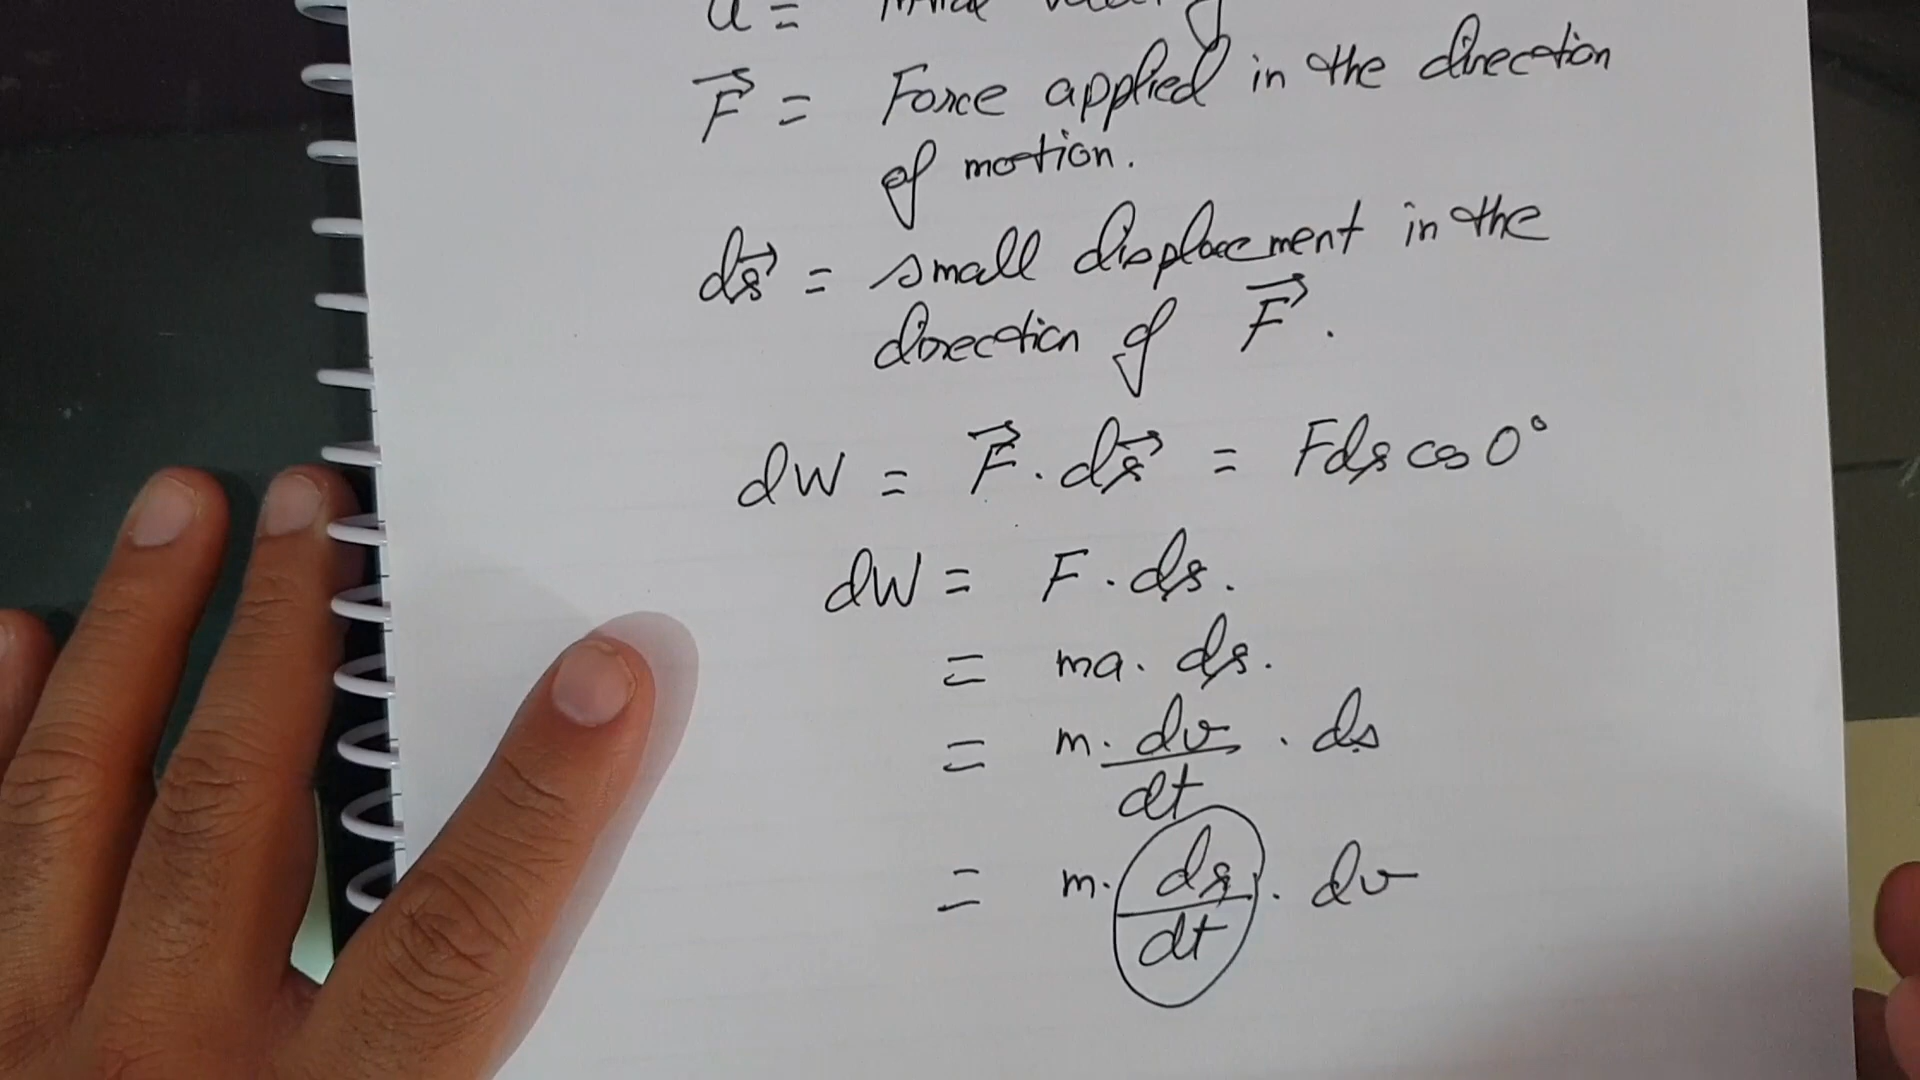 u =
F⃗ = Force applied in the direction
of motion.
ds⃗ = small displacement in the
direction of F⃗ .
dW = F⃗ . ds⃗ = Fds cos 0°
dW = F . ds.
= ma. ds.
= m. dv/dt . ds
= m. ds/dt . dv